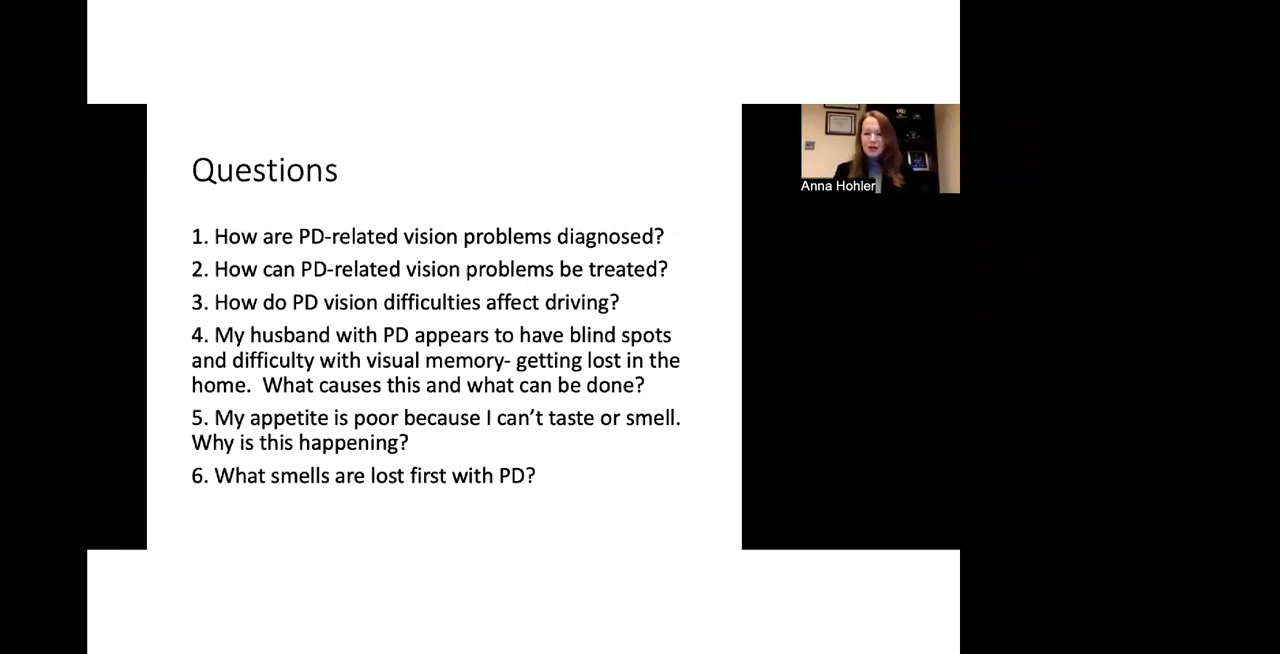 Questions
1. How are PD-related vision problems diagnosed?
2. How can PD-related vision problems be treated?
3. How do PD vision difficulties affect driving?
4. My husband with PD appears to have blind spots
and difficulty with visual memory- getting lost in the
home.  What causes this and what can be done?
5. My appetite is poor because I can’t taste or smell.
Why is this happening?
6. What smells are lost first with PD?
Anna Hohler